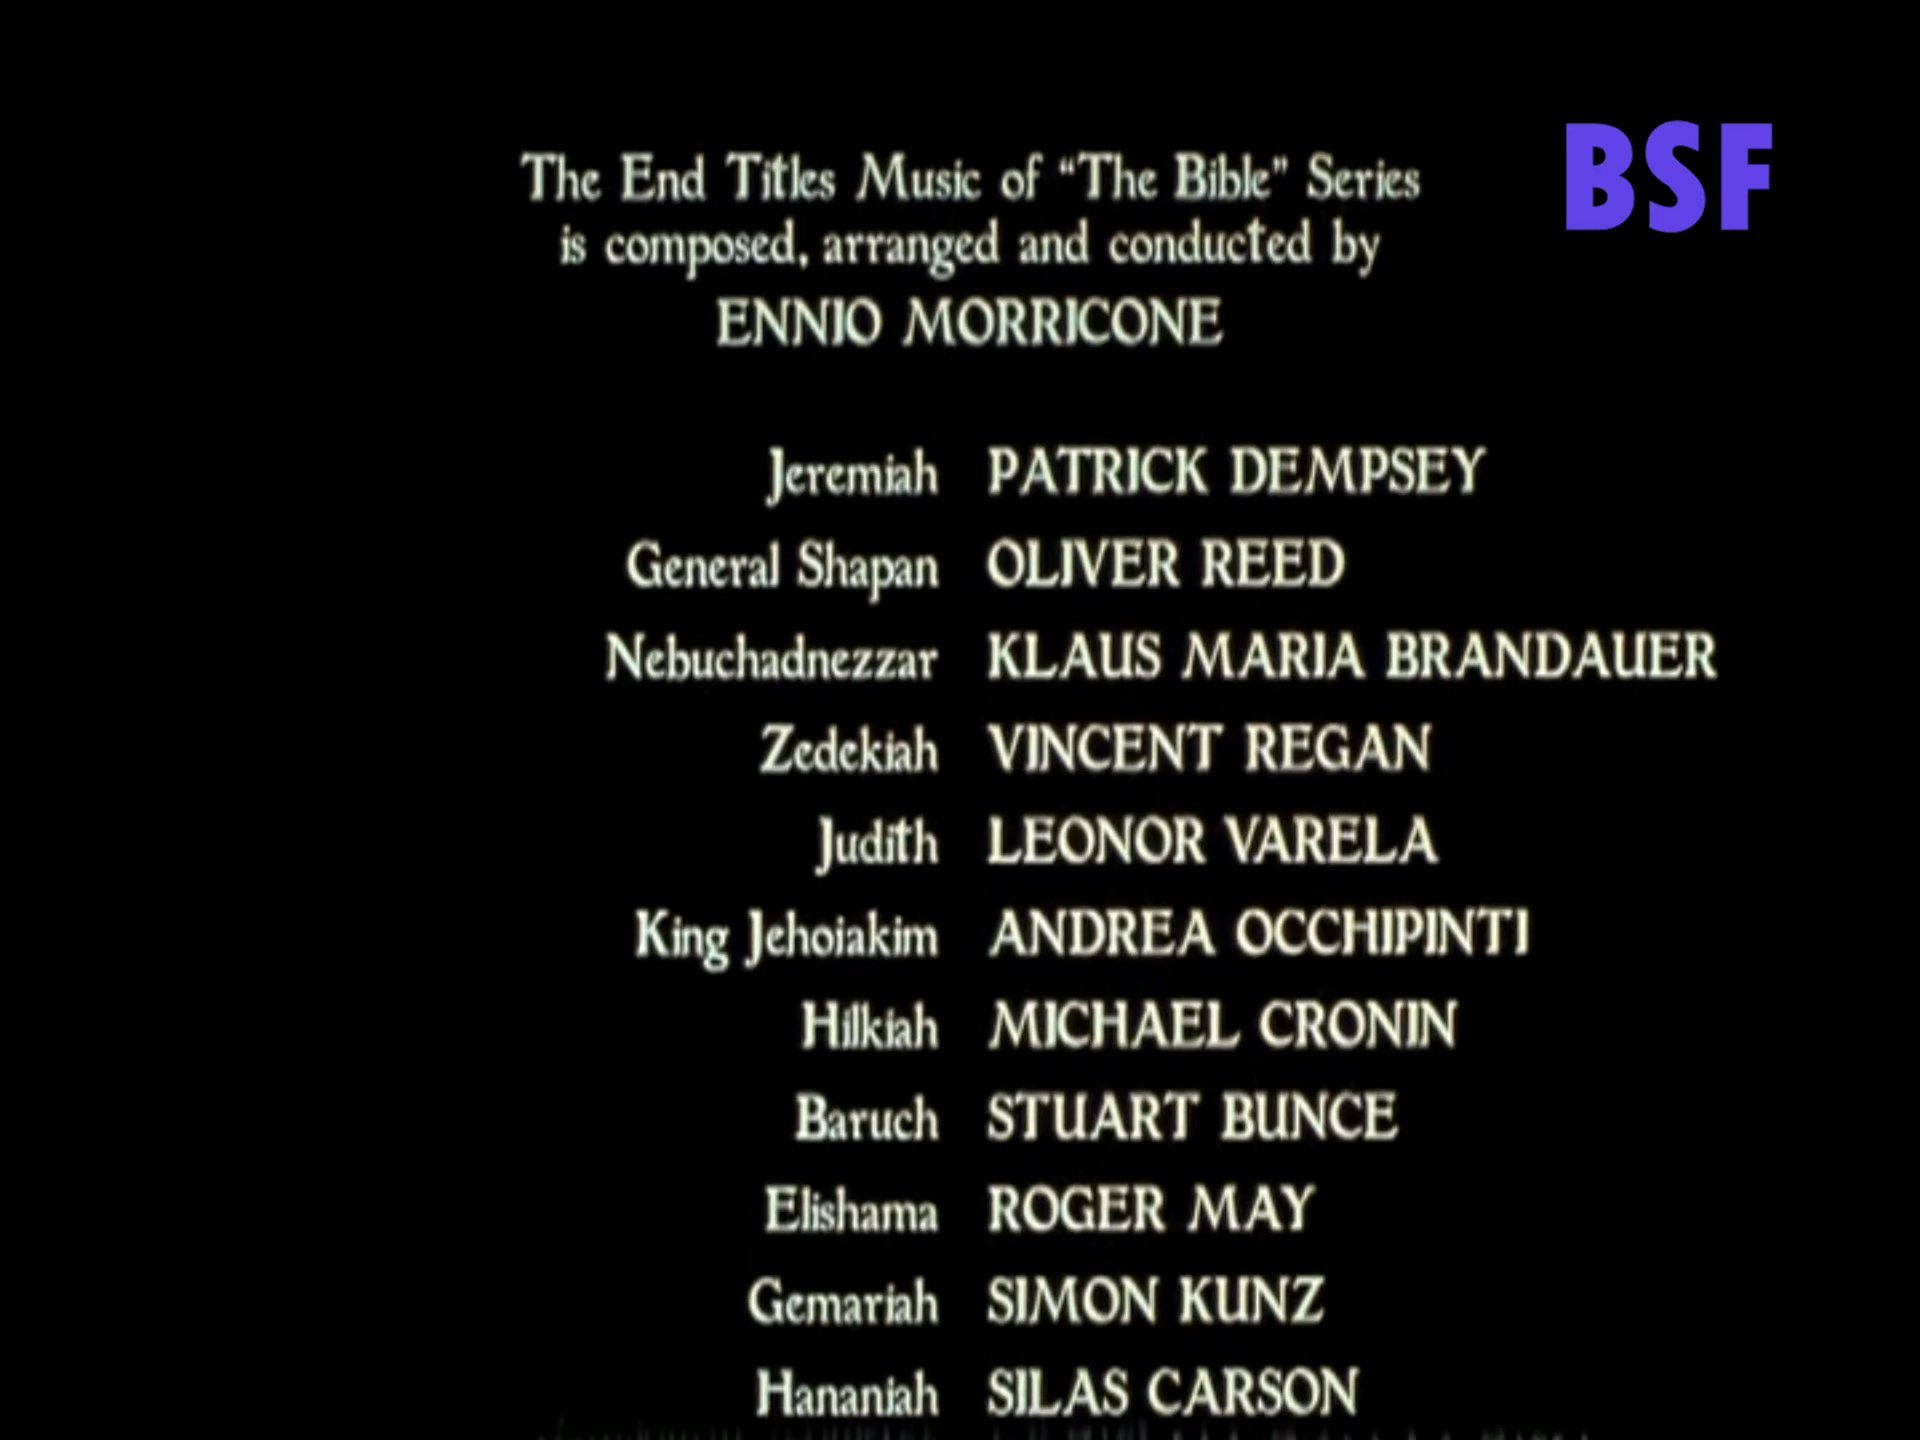 BSF
The End Titles Music of “The Bible” Series
is composed, arranged and conducted by
ENNIO MORRICONE
Jeremiah PATRICK DEMPSEY
General Shapan OLIVER REED
Nebuchadnezzar KLAUS MARIA BRANDAUER
Zedekiah VINCENT REGAN
Judith LEONOR VARELA
King Jehoiakim ANDREA OCCHIPINTI
Hilkiah MICHAEL CRONIN
Baruch STUART BUNCE
Elishama ROGER MAY
Gemariah SIMON KUNZ
Hananiah SILAS CARSON